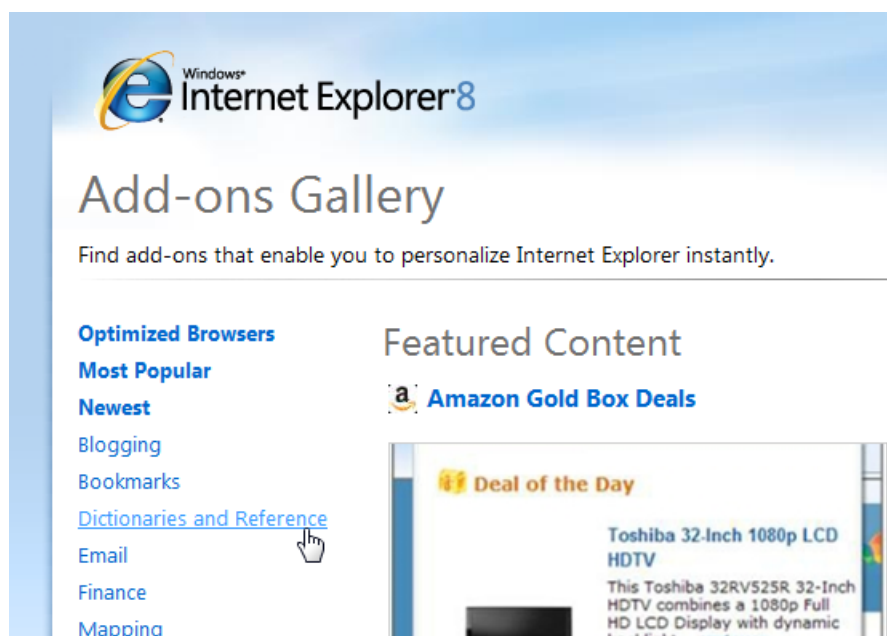 Windows®
Internet Explorer 8
Add-ons Gallery
Find add-ons that enable you to personalize Internet Explorer instantly.
Optimized Browsers
Most Popular
Newest
Blogging
Bookmarks
Dictionaries and Reference
Email
Finance
Mapping
Featured Content
a
Amazon Gold Box Deals
Deal of the Day
Toshiba 32-Inch 1080p LCD
HDTV
This Toshiba 32RV525R 32-Inch
HDTV combines a 1080p Full
HD LCD Display with dynamic